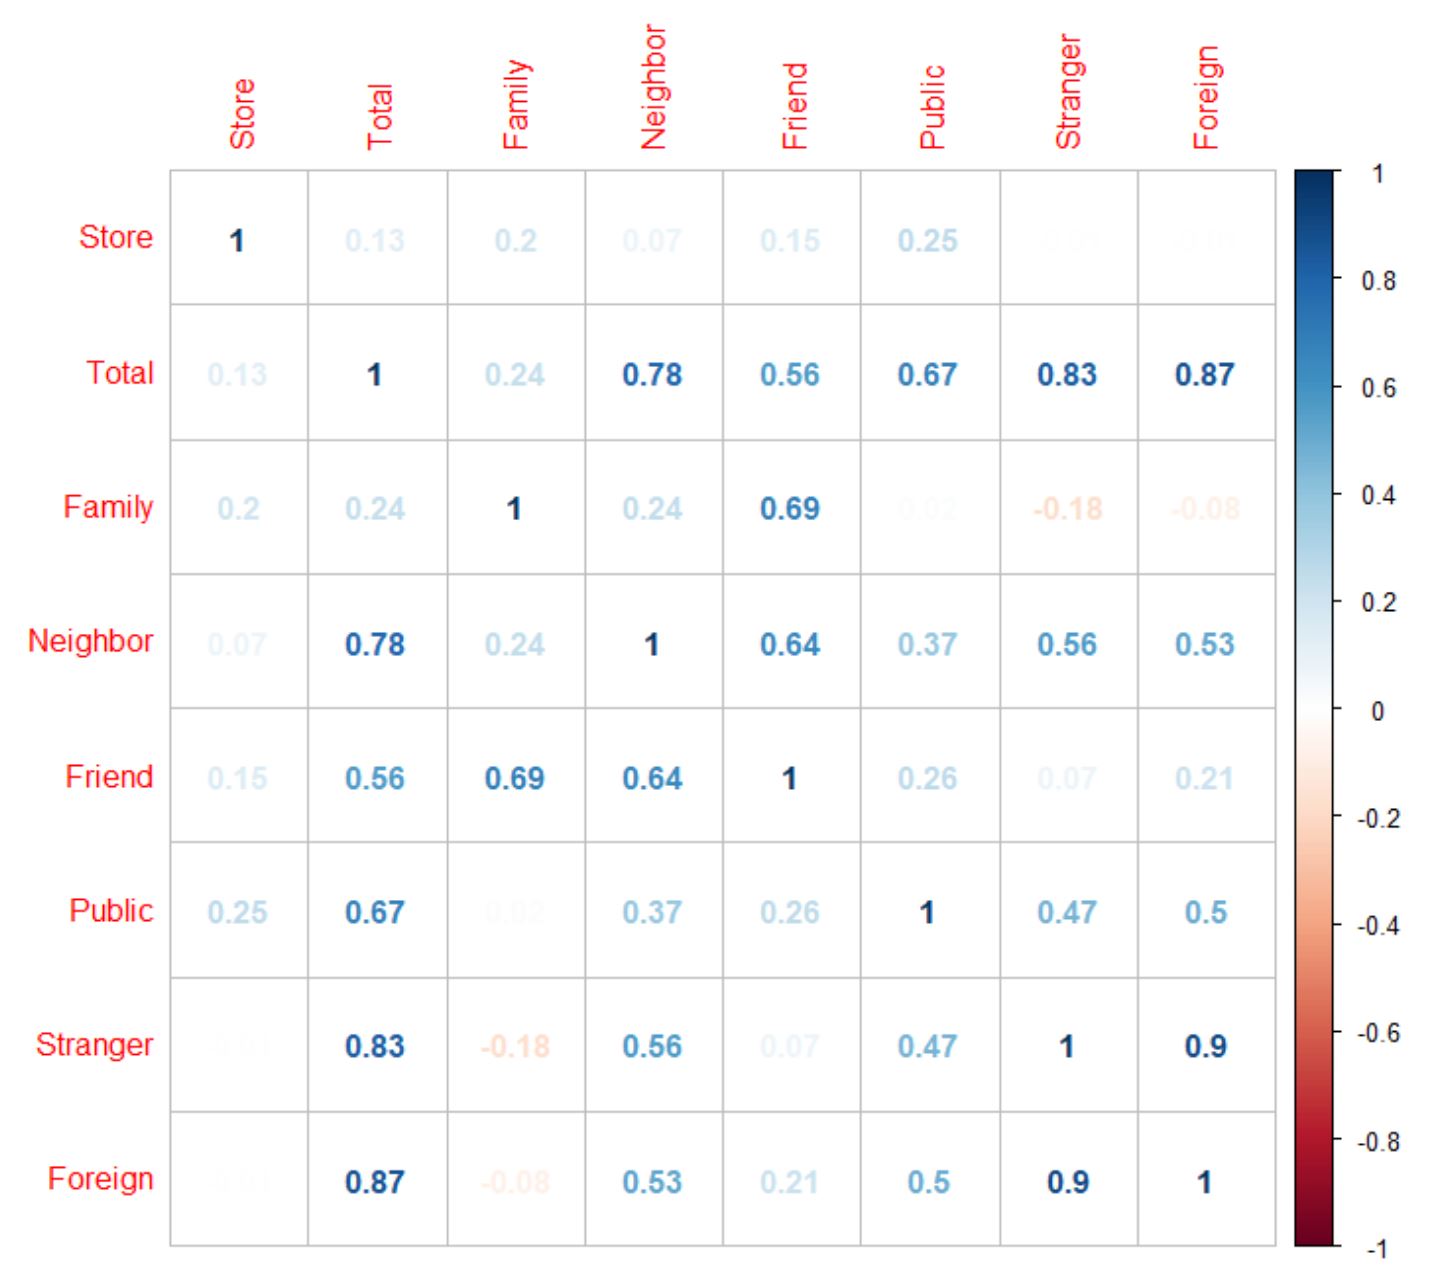 Store Total Family Neighbor Friend Public Stranger Foreign
Store 1 0.13 0.2 0.07 0.15 0.25
Total 0.13 1 0.24 0.78 0.56 0.67 0.83 0.87
Family 0.2 0.24 1 0.24 0.69 0.02 -0.18 -0.08
Neighbor 0.07 0.78 0.24 1 0.64 0.37 0.56 0.53
Friend 0.15 0.56 0.69 0.64 1 0.26 0.07 0.21
Public 0.25 0.67 0.02 0.37 0.26 1 0.47 0.5
Stranger 0.83 -0.18 0.56 0.07 0.47 1 0.9
Foreign 0.87 -0.08 0.53 0.21 0.5 0.9 1
1
0.8
0.6
0.4
0.2
0
-0.2
-0.4
-0.6
-0.8
-1